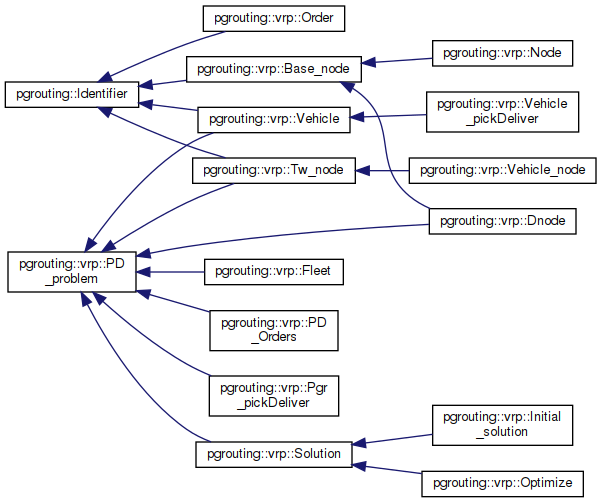 pgrouting::vrp::Order
pgrouting::vrp::Base_node
pgrouting::vrp::Node
pgrouting::Identifier
pgrouting::vrp::Vehicle
_pickDeliver
pgrouting::vrp::Vehicle
pgrouting::vrp::Tw_node
pgrouting::vrp::Vehicle_node
pgrouting::vrp::Dnode
pgrouting::vrp::PD
_problem
pgrouting::vrp::Fleet
pgrouting::vrp::PD
_Orders
pgrouting::vrp::Pgr
_pickDeliver
pgrouting::vrp::Initial
_solution
pgrouting::vrp::Solution
pgrouting::vrp::Optimize